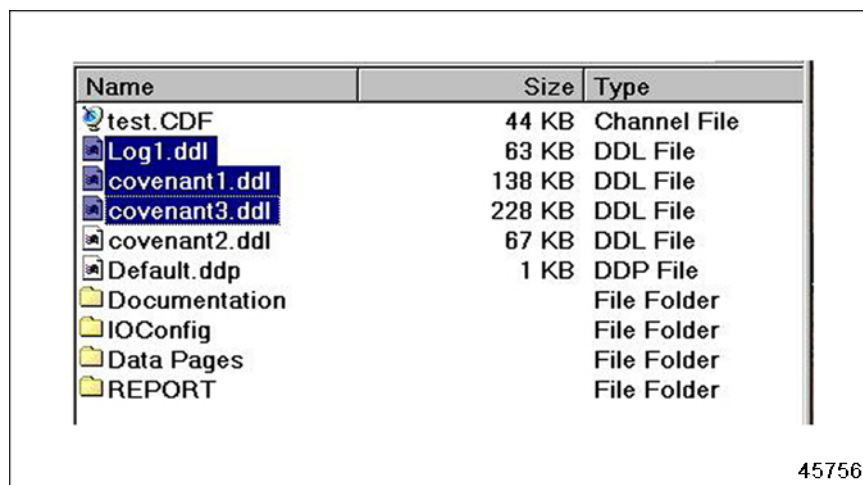 Name Size Type
test.CDF 44 KB Channel File
Log1.ddl 63 KB DDL File
covenant1.ddl 138 KB DDL File
covenant3.ddl 228 KB DDL File
covenant2.ddl 67 KB DDL File
Default.ddp 1 KB DDP File
Documentation File Folder
IOConfig File Folder
Data Pages File Folder
REPORT File Folder
45756